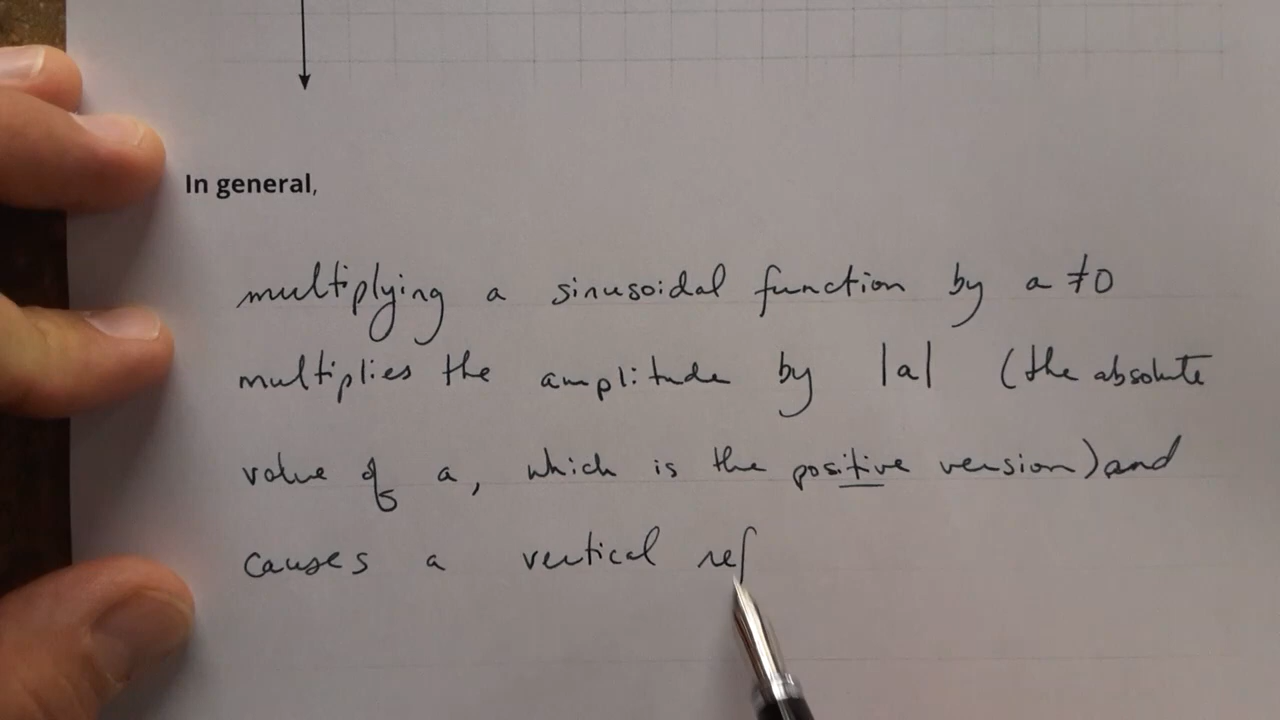 In general,
multiplying a sinusoidal function by a ≠ 0
multiplies the amplitude by |a| (the absolute
value of a, which is the positive version) and
causes a vertical ref